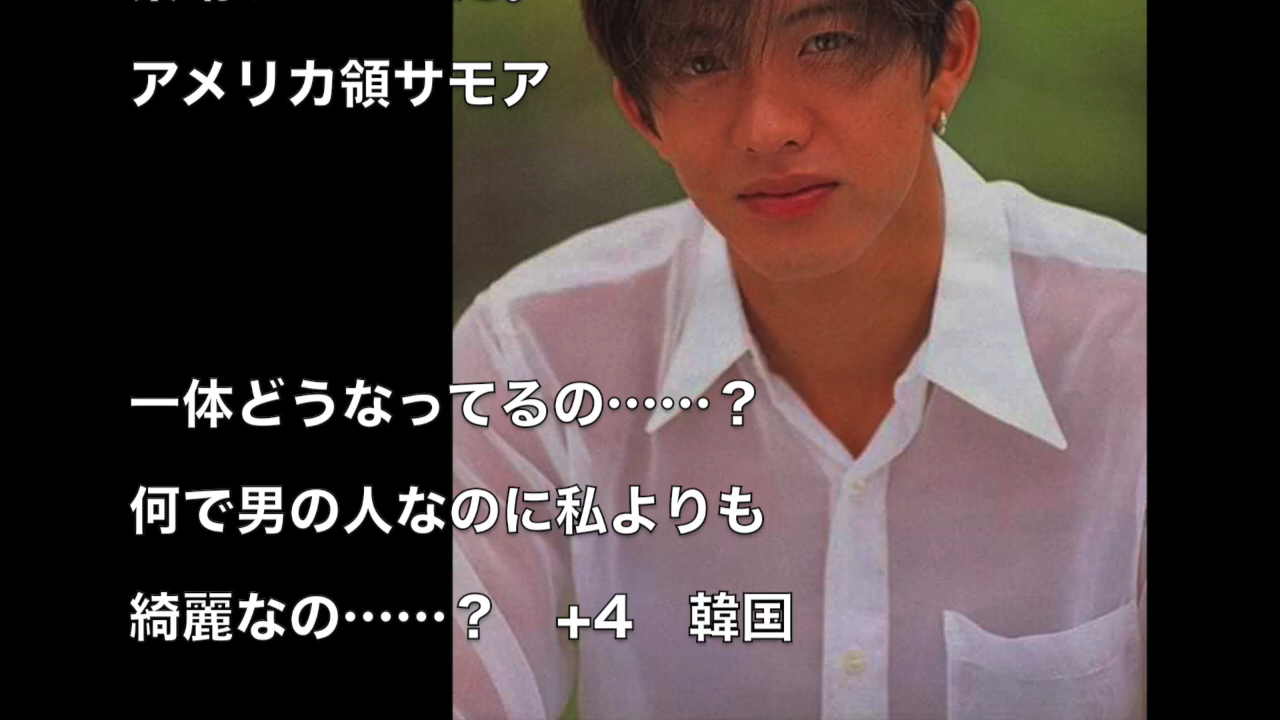 アメリカ領サモア
一体どうなってるの……？
何で男の人なのに私よりも
綺麗なの……？　+4　韓国